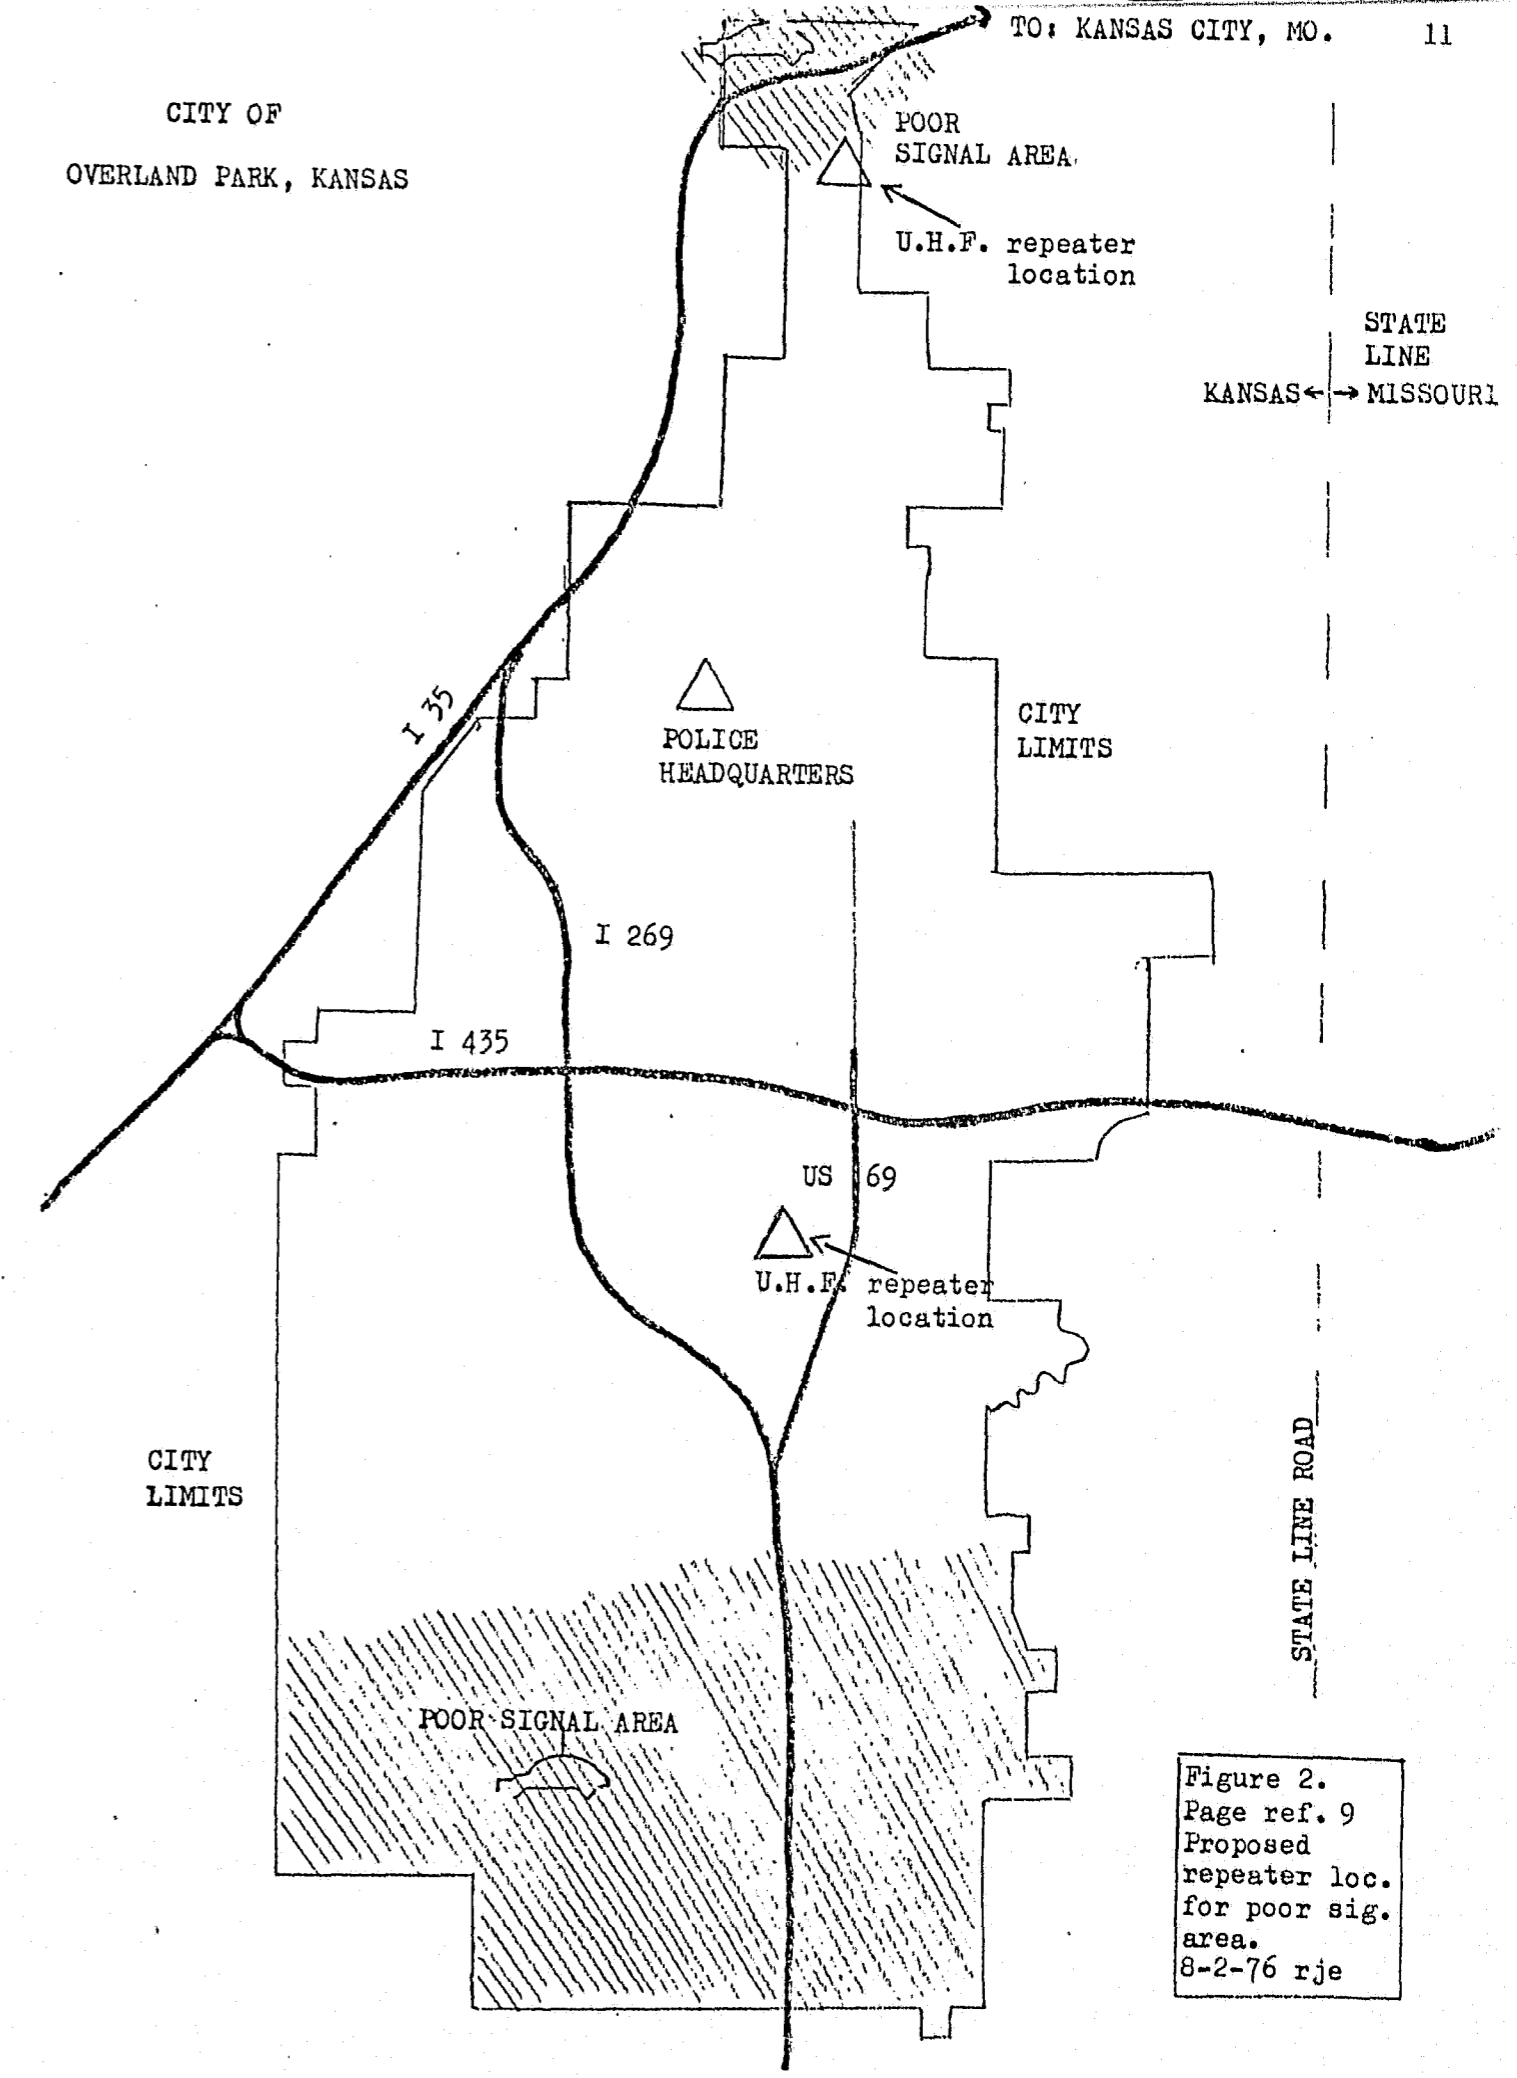 TO: KANSAS CITY, MO.
11
CITY OF
OVERLAND PARK, KANSAS
POOR
SIGNAL AREA
U.H.F. repeater
location
STATE
LINE
KANSAS←→MISSOURI
I 35
POLICE
HEADQUARTERS
CITY
LIMITS
I 269
I 435
US 69
U.H.F. repeater
location
CITY
LIMITS
STATE LINE ROAD
POOR SIGNAL AREA
Figure 2.
Page ref. 9
Proposed
repeater loc.
for poor sig.
area.
8-2-76 rje